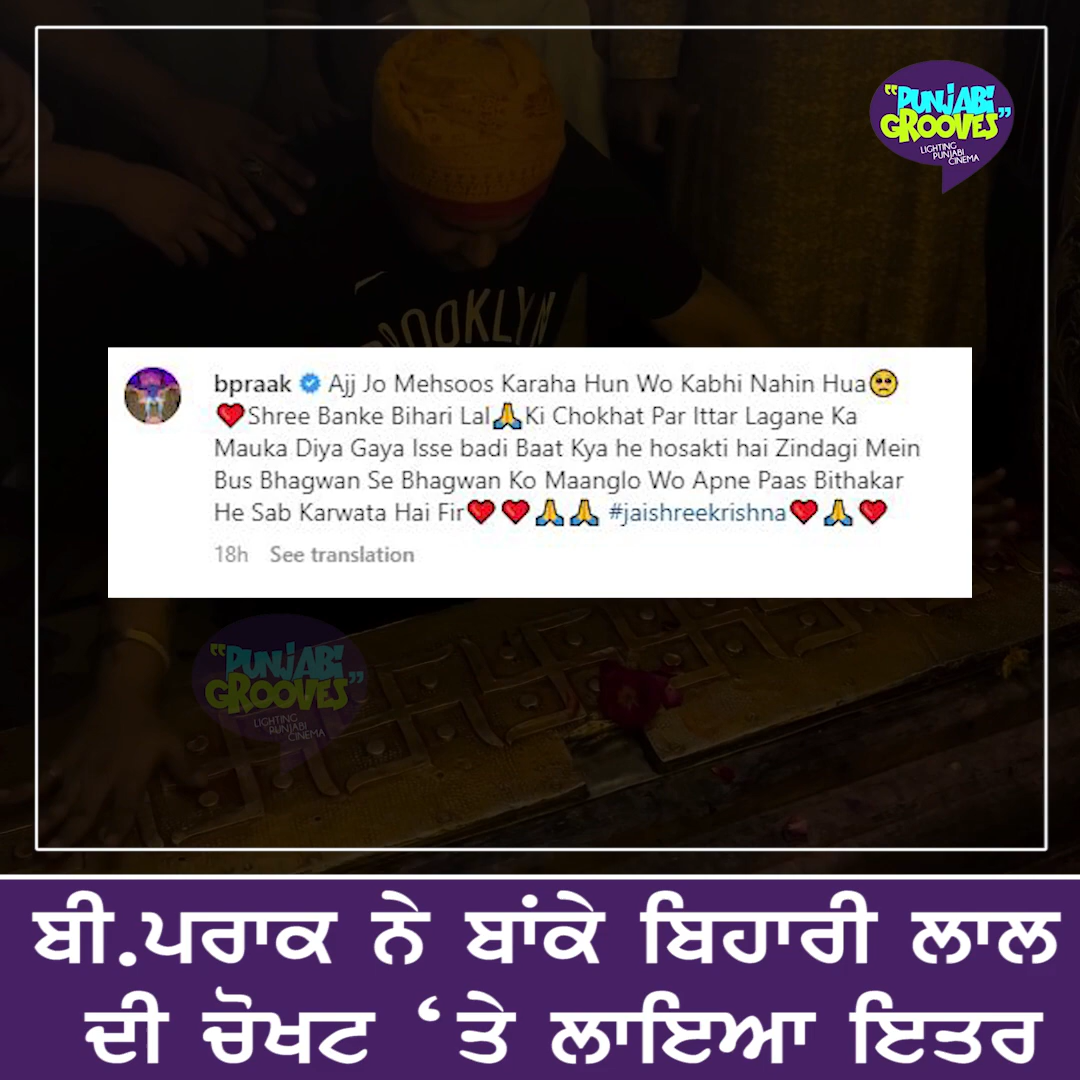 "PUNJABI
GROOVES"
LIGHTING
PUNJABI
CINEMA
BROOKLYN
bpraak Ajj Jo Mehsoos Karaha Hun Wo Kabhi Nahin Hua🥺
❤️Shree Banke Bihari Lal🙏Ki Chokhat Par Ittar Lagane Ka
Mauka Diya Gaya Isse badi Baat Kya he hosakti hai Zindagi Mein
Bus Bhagwan Se Bhagwan Ko Maanglo Wo Apne Paas Bithakar
He Sab Karwata Hai Fir❤️❤️🙏🙏 #jaishreekrishna❤️🙏❤️
18h See translation
"PUNJABI
GROOVES"
LIGHTING
PUNJABI
CINEMA
ਬੀ.ਪਰਾਕ ਨੇ ਬਾਂਕੇ ਬਿਹਾਰੀ ਲਾਲ
ਦੀ ਚੋਖਟ ‘ਤੇ ਲਾਇਆ ਇਤਰ